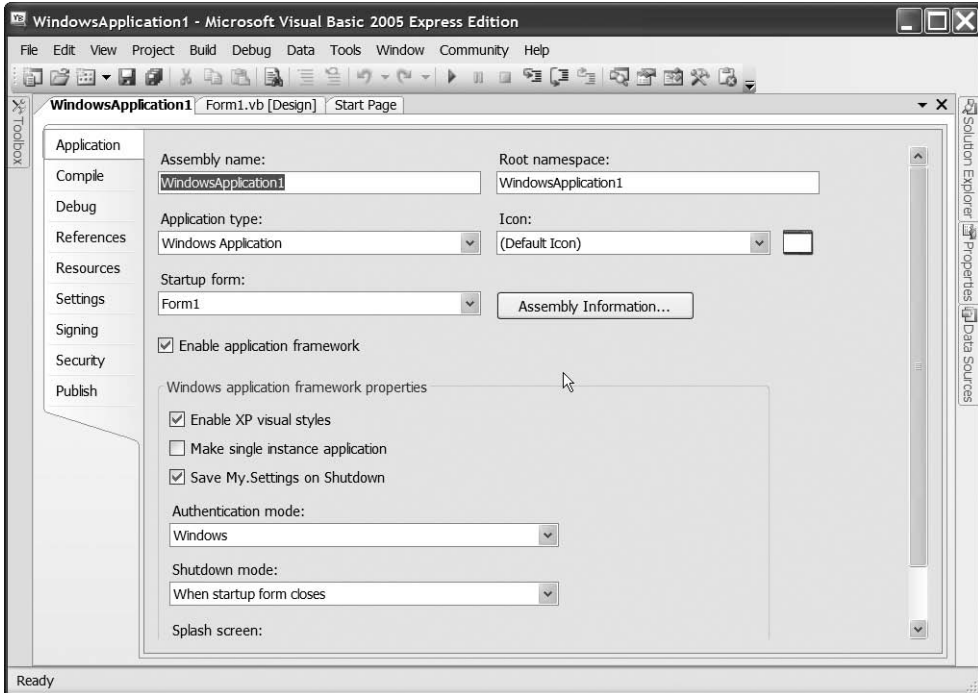 WindowsApplication1 - Microsoft Visual Basic 2005 Express Edition
File Edit View Project Build Debug Data Tools Window Community Help
WindowsApplication1 Form1.vb [Design] Start Page
Toolbox
Application
Compile
Debug
References
Resources
Settings
Signing
Security
Publish
Assembly name: Root namespace:
WindowsApplication1 WindowsApplication1
Application type: Icon:
Windows Application (Default Icon)
Startup form:
Form1 Assembly Information...
Enable application framework
Windows application framework properties
Enable XP visual styles
Make single instance application
Save My.Settings on Shutdown
Authentication mode:
Windows
Shutdown mode:
When startup form closes
Splash screen:
Solution Explorer
Properties
Data Sources
Ready